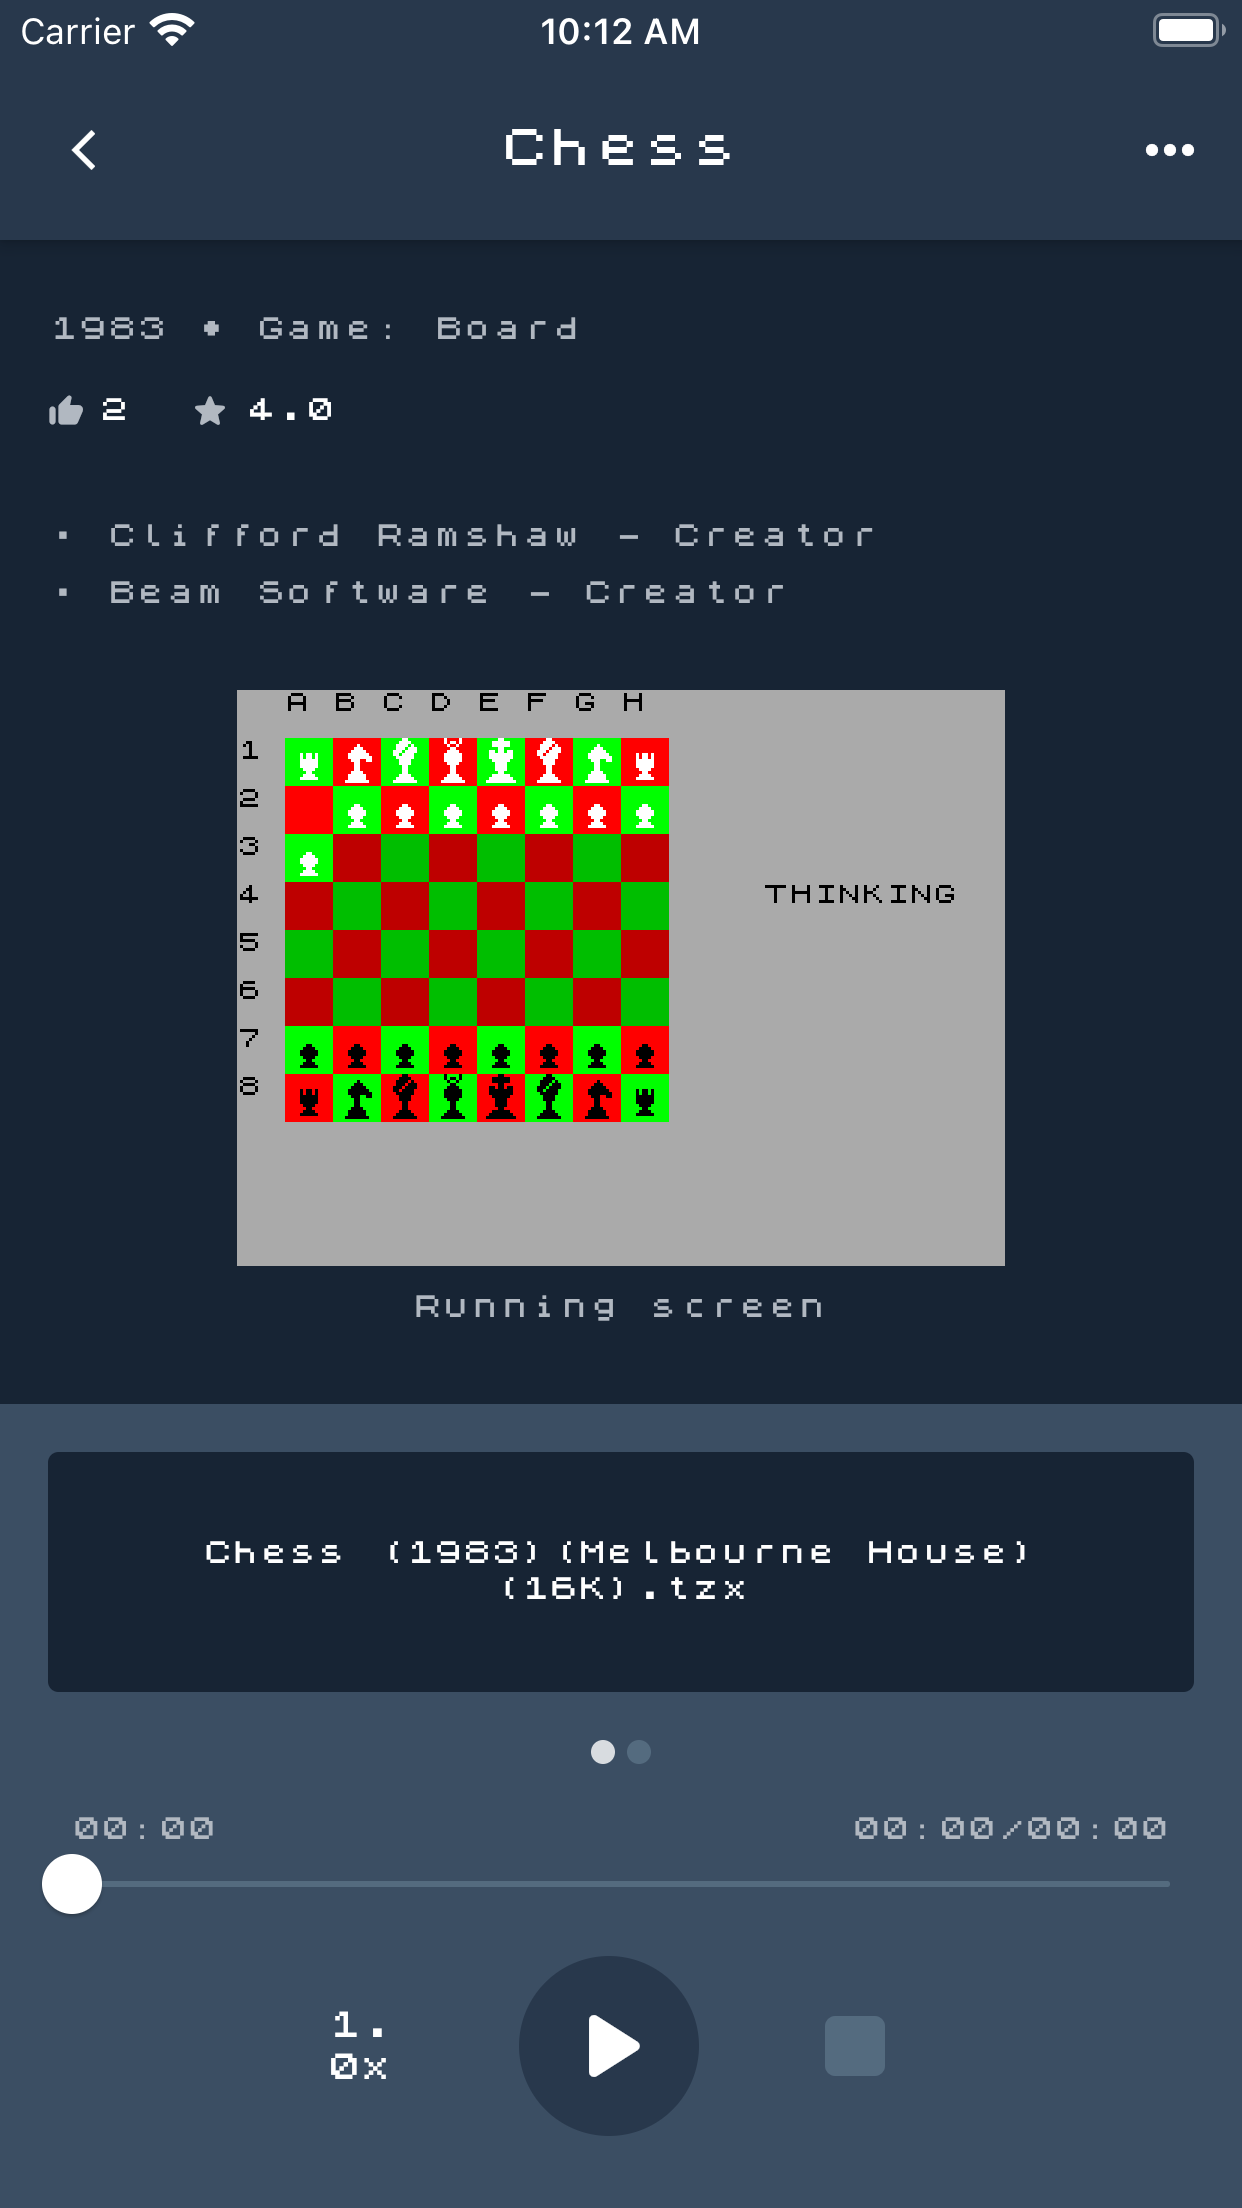 Carrier 10:12 AM
Chess
1983 • Game: Board
2 4.0
· Clifford Ramshaw - Creator
· Beam Software - Creator
A B C D E F G H
1
2
3
4 THINKING
5
6
7
8
Running screen
Chess (1983)(Melbourne House)
(16K).tzx
00:00 00:00/00:00
1.
0x